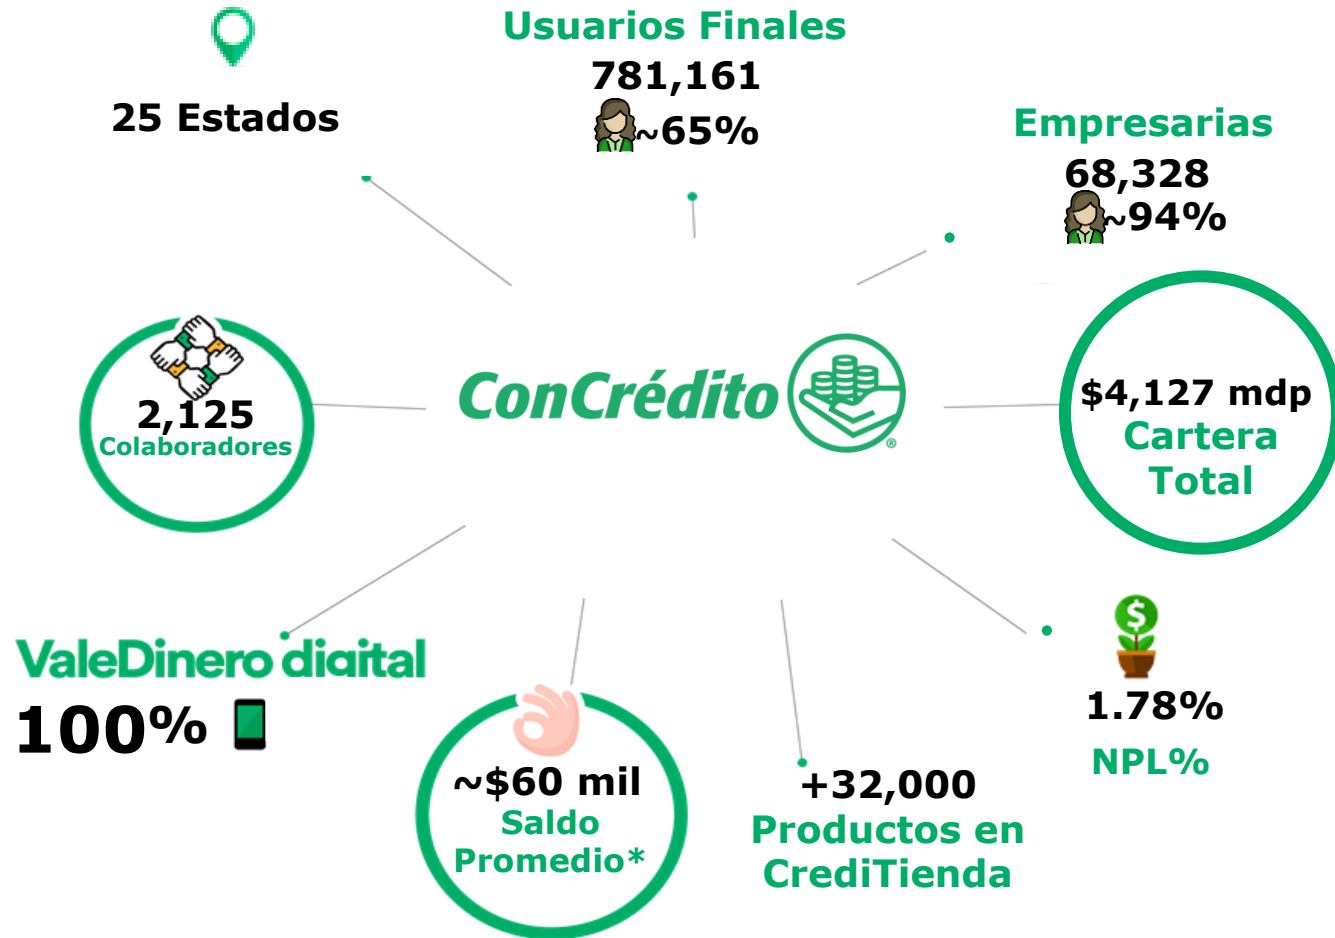 25 Estados
Usuarios Finales
781,161
~65%
Empresarias
68,328
~94%
2,125
Colaboradores
ConCrédito
®
$4,127 mdp
Cartera
Total
ValeDinero digital
100%
~$60 mil
Saldo
Promedio*
+32,000
Productos en
CrediTienda
$
1.78%
NPL%